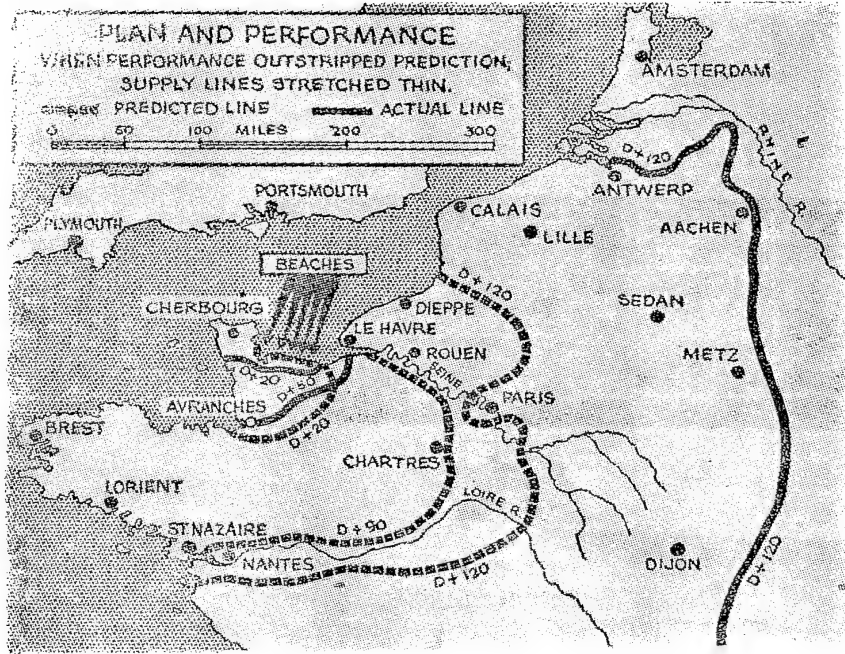 PLAN AND PERFORMANCE
WHEN PERFORMANCE OUTSTRIPPED PREDICTION,
SUPPLY LINES STRETCHED THIN.
PREDICTED LINE ACTUAL LINE
0 50 100 MILES 200 300
AMSTERDAM
RHINE R.
D+120
ANTWERP
PORTSMOUTH
PLYMOUTH
CALAIS
LILLE
AACHEN
BEACHES
D+120
CHERBOURG
DIEPPE
SEDAN
LE HAVRE
ROUEN
METZ
D+20
D+50
SEINE
PARIS
AVRANCHES
D+20
BREST
CHARTRES
LORIENT
LOIRE R.
ST.NAZAIRE
D+90
NANTES
D+120
DIJON
D+120